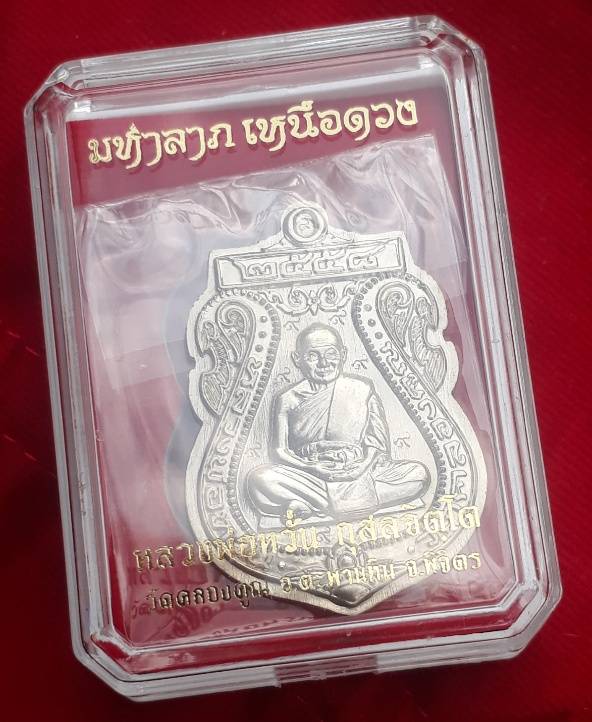 มหาลาภ เหนือดวง
๒๕๕๘
หลวงพ่อหวั่น กุสลจิตฺโต
วัดคลองคูณ อ.ตะพานหิน จ.พิจิตร